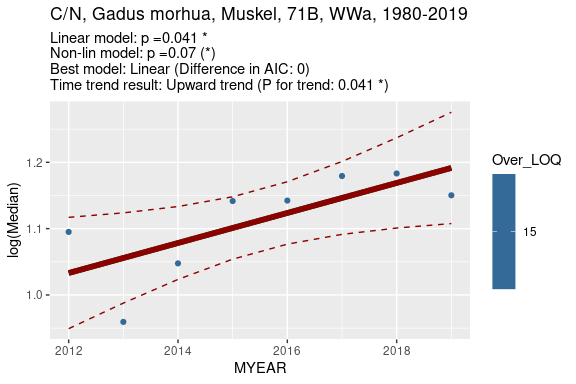 C/N, Gadus morhua, Muskel, 71B, WWa, 1980-2019
Linear model: p =0.041 *
Non-lin model: p =0.07 (*)
Best model: Linear (Difference in AIC: 0)
Time trend result: Upward trend (P for trend: 0.041 *)
Over_LOQ
15
log(Median)
1.2
1.1
1.0
2012 2014 2016 2018
MYEAR